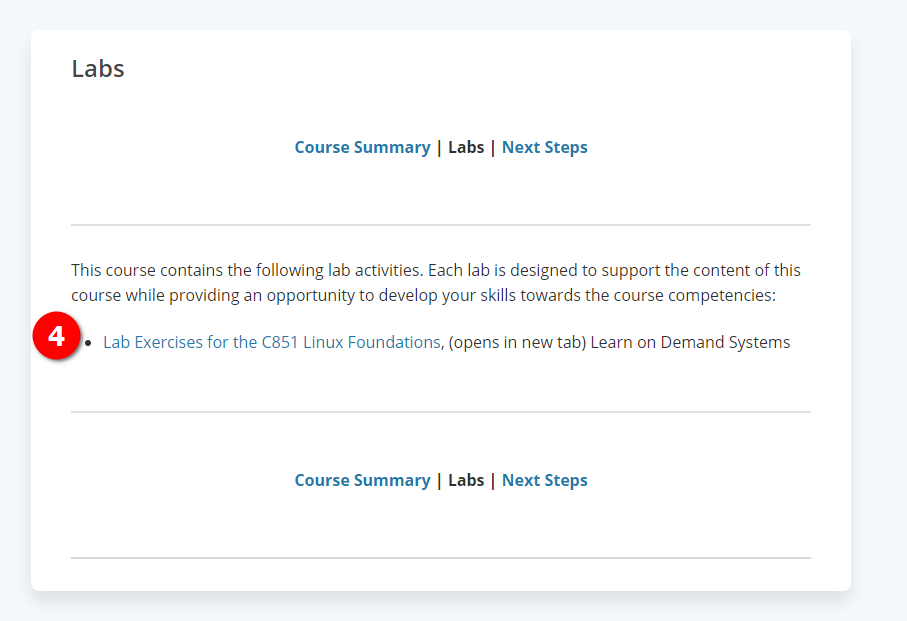 Labs
Course Summary | Labs | Next Steps
This course contains the following lab activities. Each lab is designed to support the content of this
course while providing an opportunity to develop your skills towards the course competencies:
4
• Lab Exercises for the C851 Linux Foundations, (opens in new tab) Learn on Demand Systems
Course Summary | Labs | Next Steps